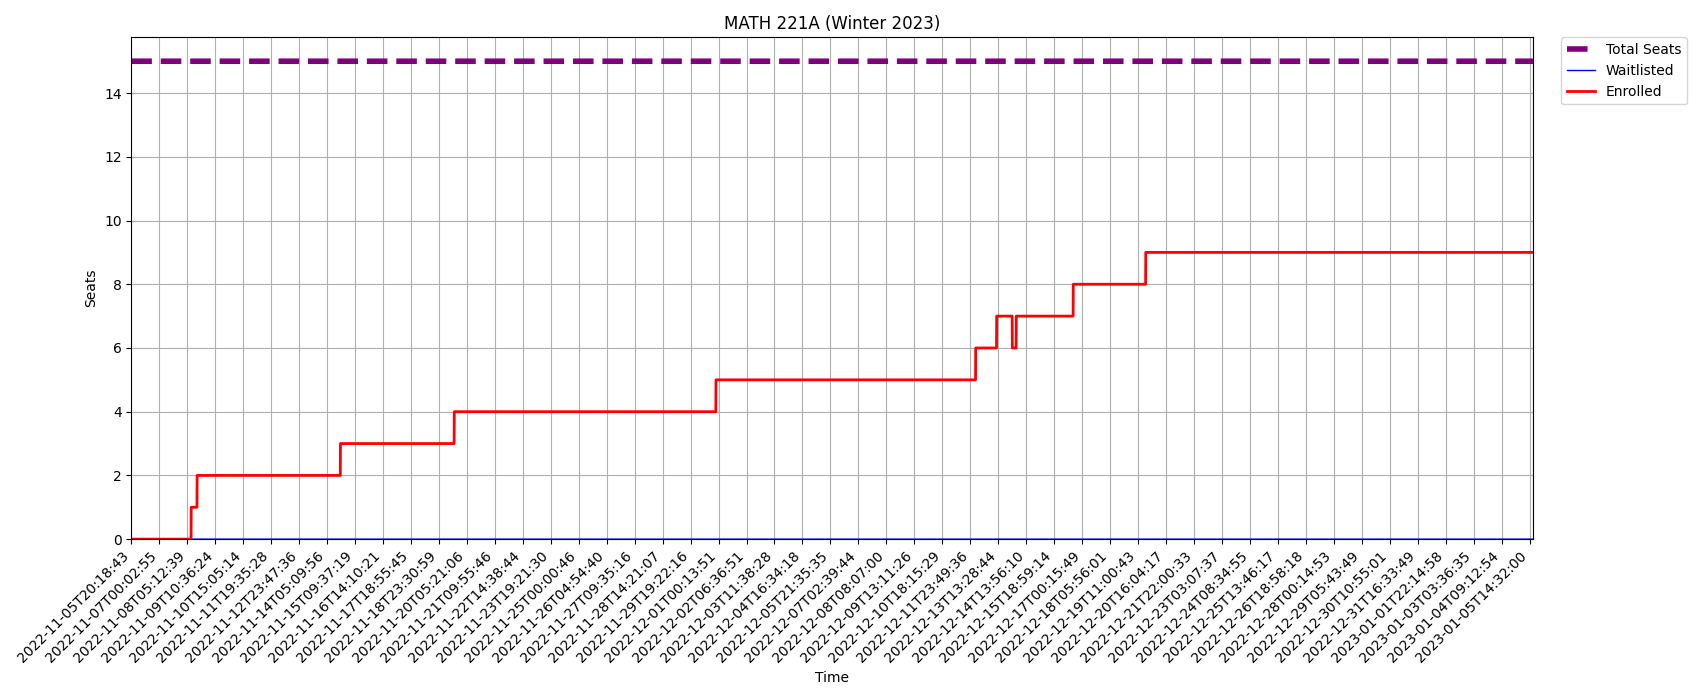 MATH 221A (Winter 2023)
Total Seats
Waitlisted
Enrolled
Seats
14
12
10
8
6
4
2
0
2022-11-05T20:18:43
2022-11-07T00:02:55
2022-11-08T05:12:39
2022-11-09T10:36:24
2022-11-10T15:05:14
2022-11-11T19:35:28
2022-11-12T23:47:36
2022-11-14T05:09:56
2022-11-15T09:37:19
2022-11-16T14:10:21
2022-11-17T18:55:45
2022-11-18T23:30:59
2022-11-20T05:21:06
2022-11-21T09:55:46
2022-11-22T14:38:44
2022-11-23T19:21:30
2022-11-25T00:00:46
2022-11-26T04:54:40
2022-11-27T09:35:16
2022-11-28T14:21:07
2022-11-29T19:22:16
2022-12-01T00:13:51
2022-12-02T06:36:51
2022-12-03T11:38:28
2022-12-04T16:34:18
2022-12-05T21:35:35
2022-12-07T02:39:44
2022-12-08T08:07:00
2022-12-09T13:11:26
2022-12-10T18:15:29
2022-12-11T23:49:36
2022-12-13T13:28:44
2022-12-14T13:56:10
2022-12-15T18:59:14
2022-12-17T00:15:49
2022-12-18T05:56:01
2022-12-19T11:00:43
2022-12-20T16:04:17
2022-12-21T22:00:33
2022-12-23T03:07:37
2022-12-24T08:34:55
2022-12-25T13:46:17
2022-12-26T18:58:18
2022-12-28T00:14:53
2022-12-29T05:43:49
2022-12-30T10:55:01
2022-12-31T16:33:49
2023-01-01T22:14:58
2023-01-03T03:36:35
2023-01-04T09:12:54
2023-01-05T14:32:00
Time